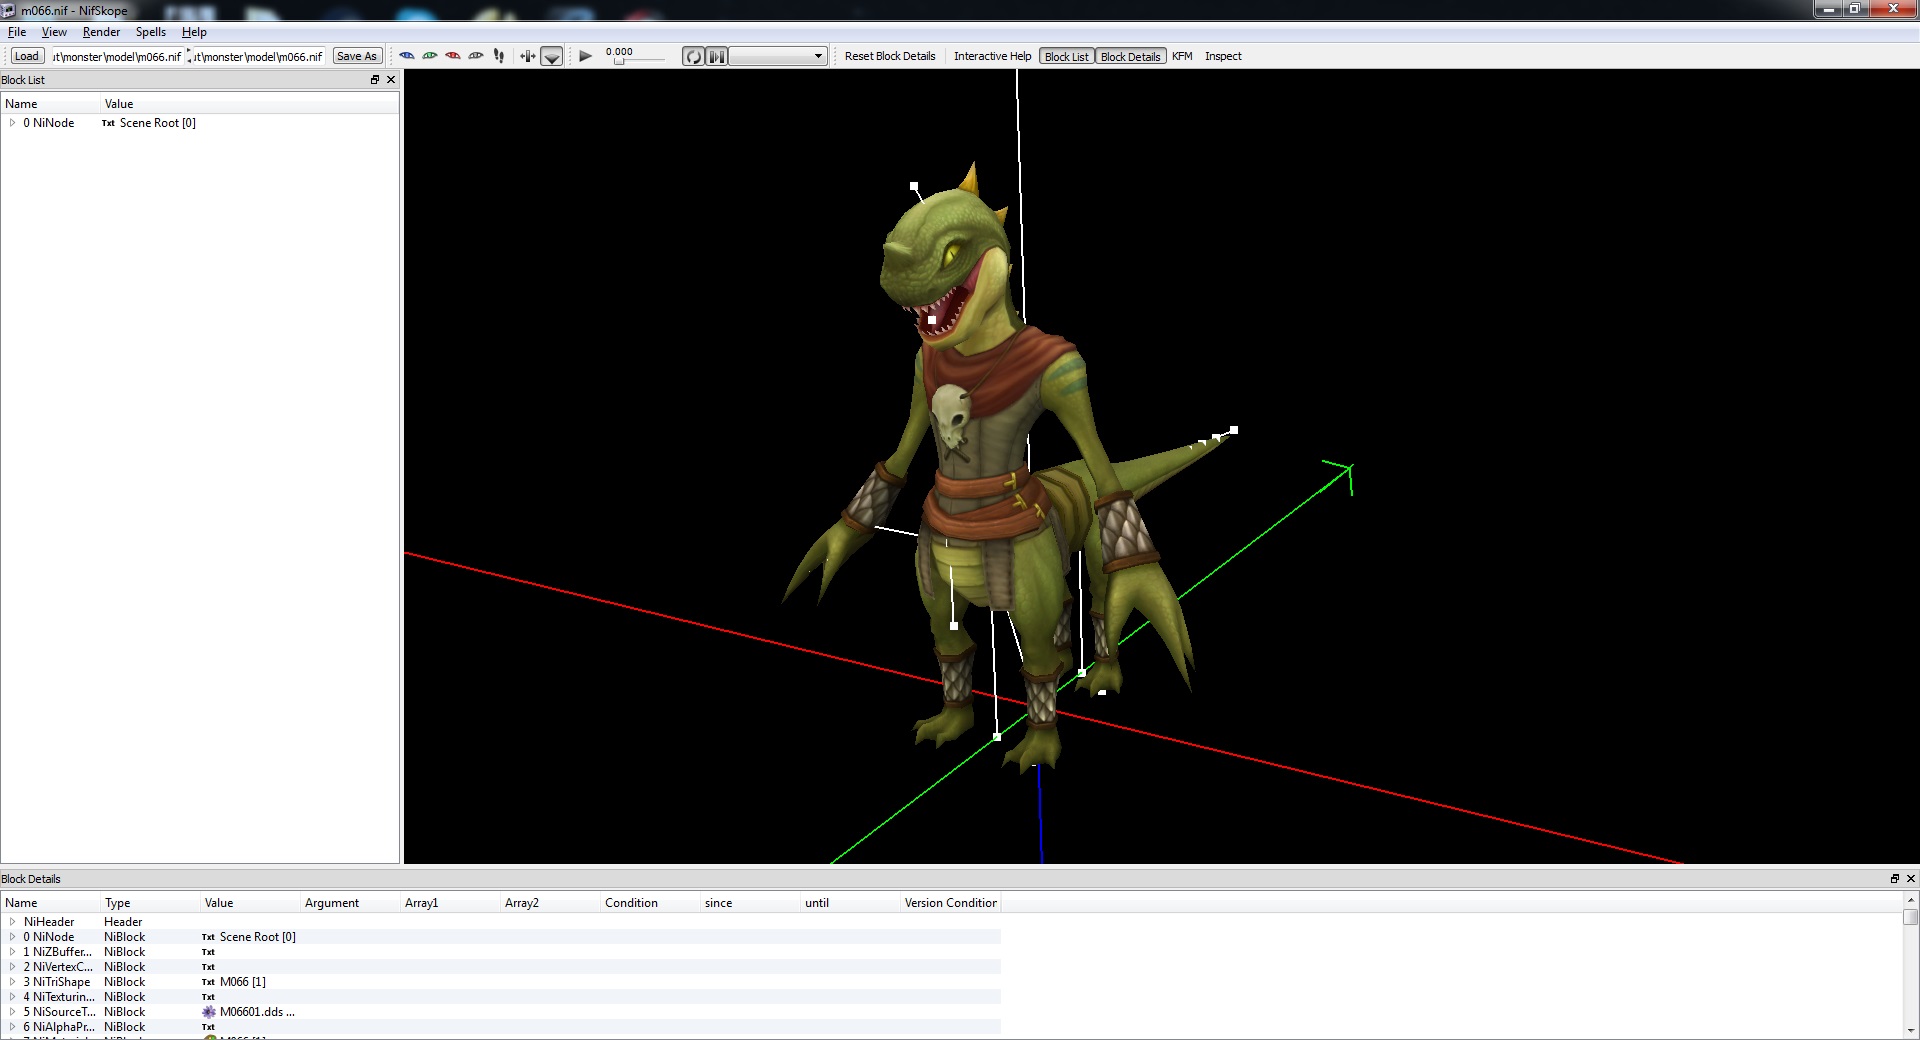 m066.nif - NifSkope
File View Render Spells Help
Load ut\monster\model\m066.nif ut\monster\model\m066.nif Save As 0.000 Reset Block Details Interactive Help Block List Block Details KFM Inspect
Block List
Name Value
0 NiNode Txt Scene Root [0]
Block Details
Name Type Value Argument Array1 Array2 Condition since until Version Condition
NiHeader Header
0 NiNode NiBlock Txt Scene Root [0]
1 NiZBuffer... NiBlock Txt
2 NiVertexC... NiBlock Txt
3 NiTriShape NiBlock Txt M066 [1]
4 NiTexturin... NiBlock Txt
5 NiSourceT... NiBlock M06601.dds ...
6 NiAlphaPr... NiBlock Txt